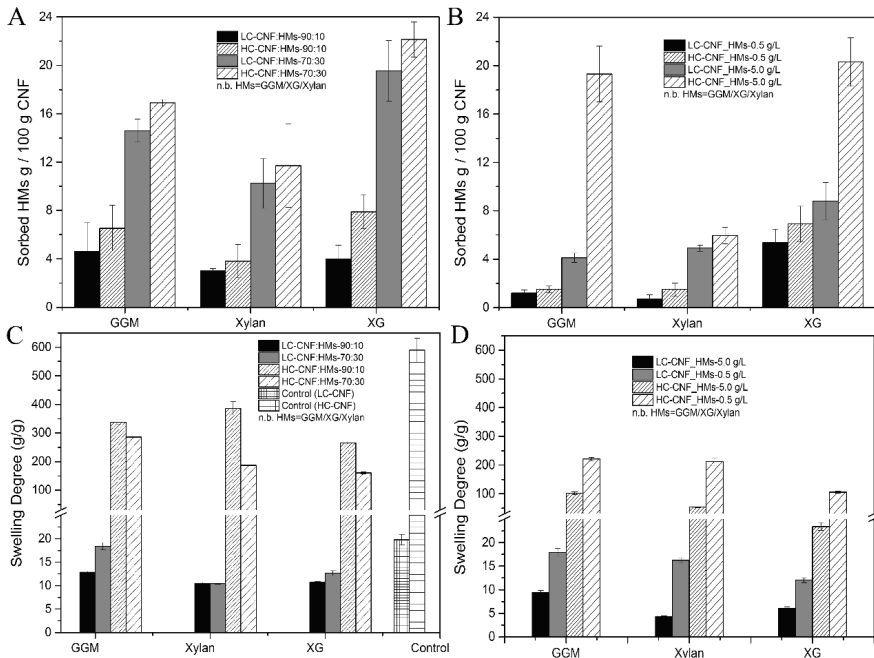 A
LC-CNF:HMs-90:10
HC-CNF:HMs-90:10
LC-CNF:HMs-70:30
HC-CNF:HMs-70:30
n.b. HMs=GGM/XG/Xylan
Sorbed HMs g / 100 g CNF
24
20
16
12
8
4
0
GGM
Xylan
XG
B
LC-CNF_HMs-0.5 g/L
HC-CNF_HMs-0.5 g/L
LC-CNF_HMs-5.0 g/L
HC-CNF_HMs-5.0 g/L
n.b. HMs=GGM/XG/Xylan
Sorbed HMs g / 100 g CNF
24
20
16
12
8
4
0
GGM
Xylan
XG
C
LC-CNF:HMs-90:10
LC-CNF:HMs-70:30
HC-CNF:HMs-90:10
HC-CNF:HMs-70:30
Control (LC-CNF)
Control (HC-CNF)
n.b. HMs=GGM/XG/Xylan
Swelling Degree (g/g)
600
500
400
300
200
100
20
15
10
5
0
GGM
Xylan
XG
Control
D
LC-CNF_HMs-5.0 g/L
LC-CNF_HMs-0.5 g/L
HC-CNF_HMs-5.0 g/L
HC-CNF_HMs-0.5 g/L
n.b. HMs=GGM/XG/Xylan
Swelling Degree (g/g)
600
500
400
300
200
100
25
20
15
10
5
0
GGM
Xylan
XG